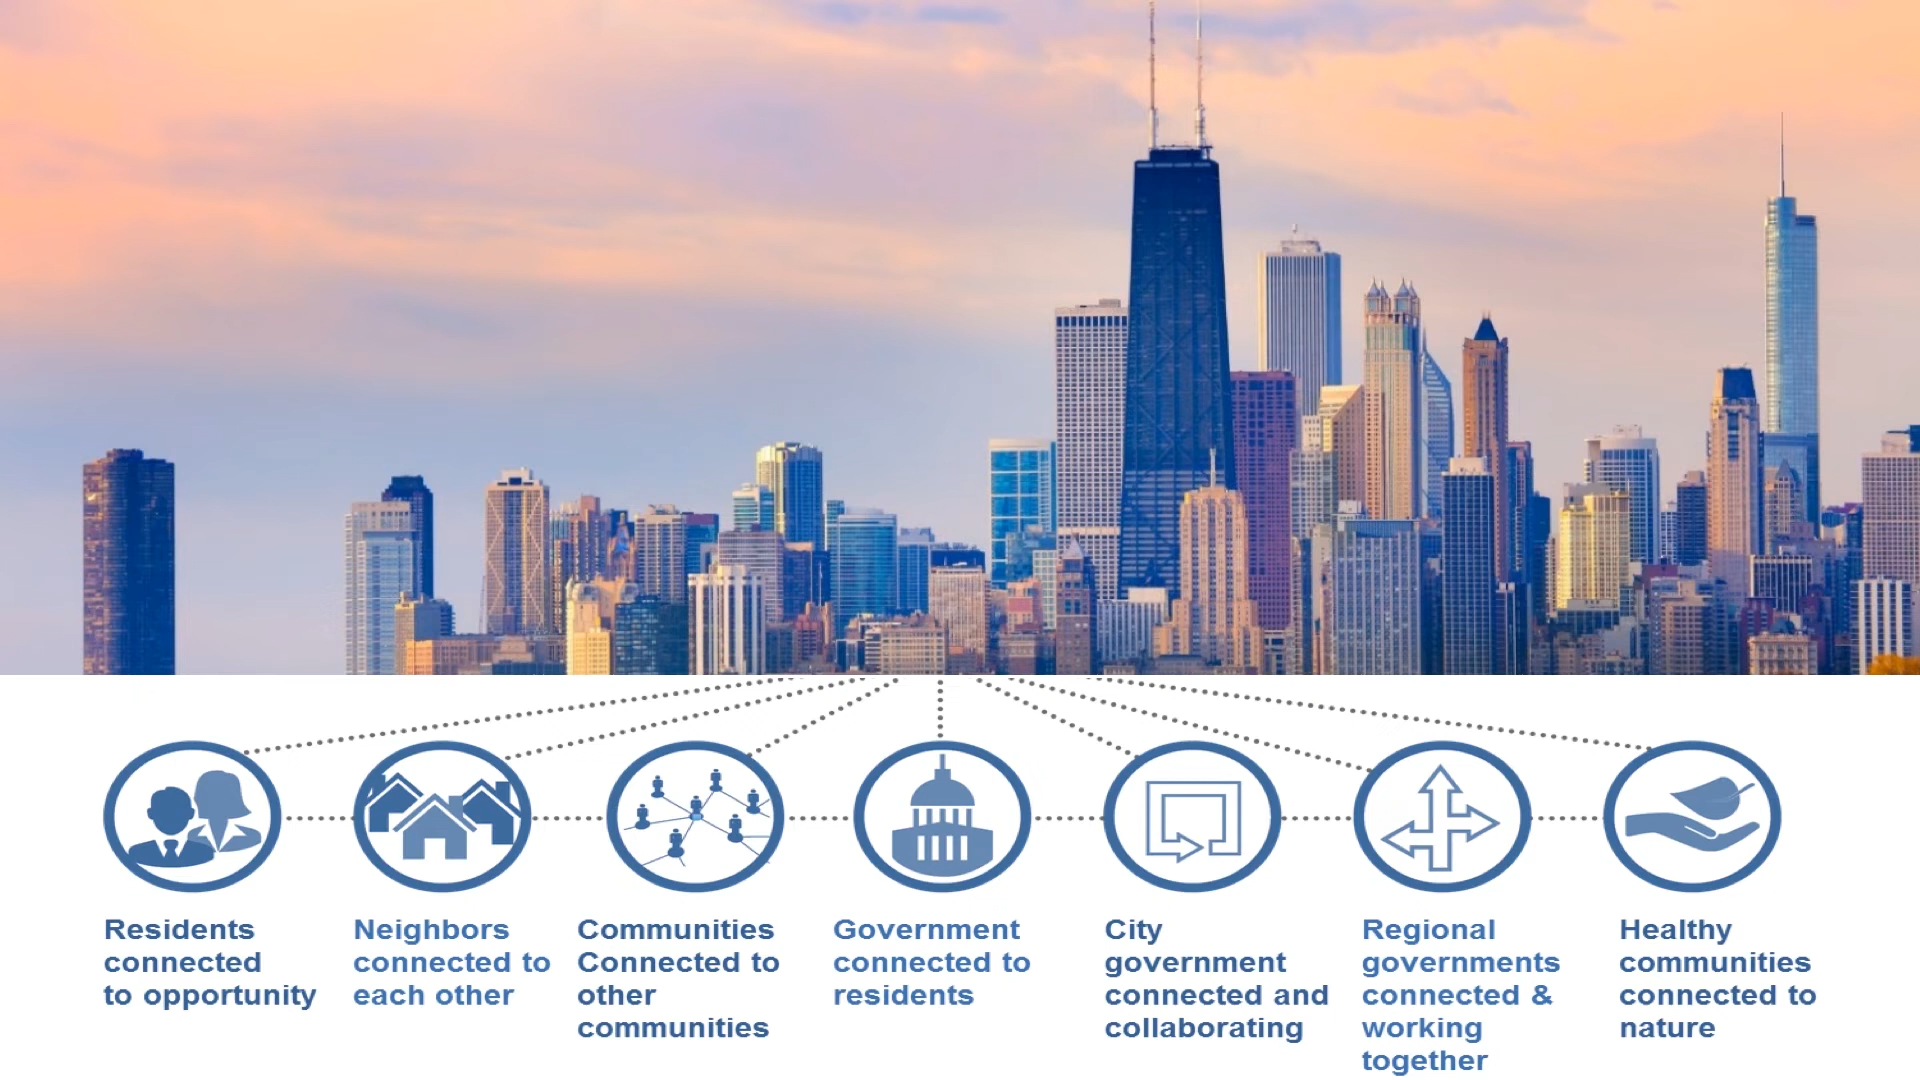 Residents
connected
to opportunity
Neighbors
connected to
each other
Communities
Connected to
other
communities
Government
connected to
residents
City
government
connected and
collaborating
Regional
governments
connected &
working
together
Healthy
communities
connected to
nature